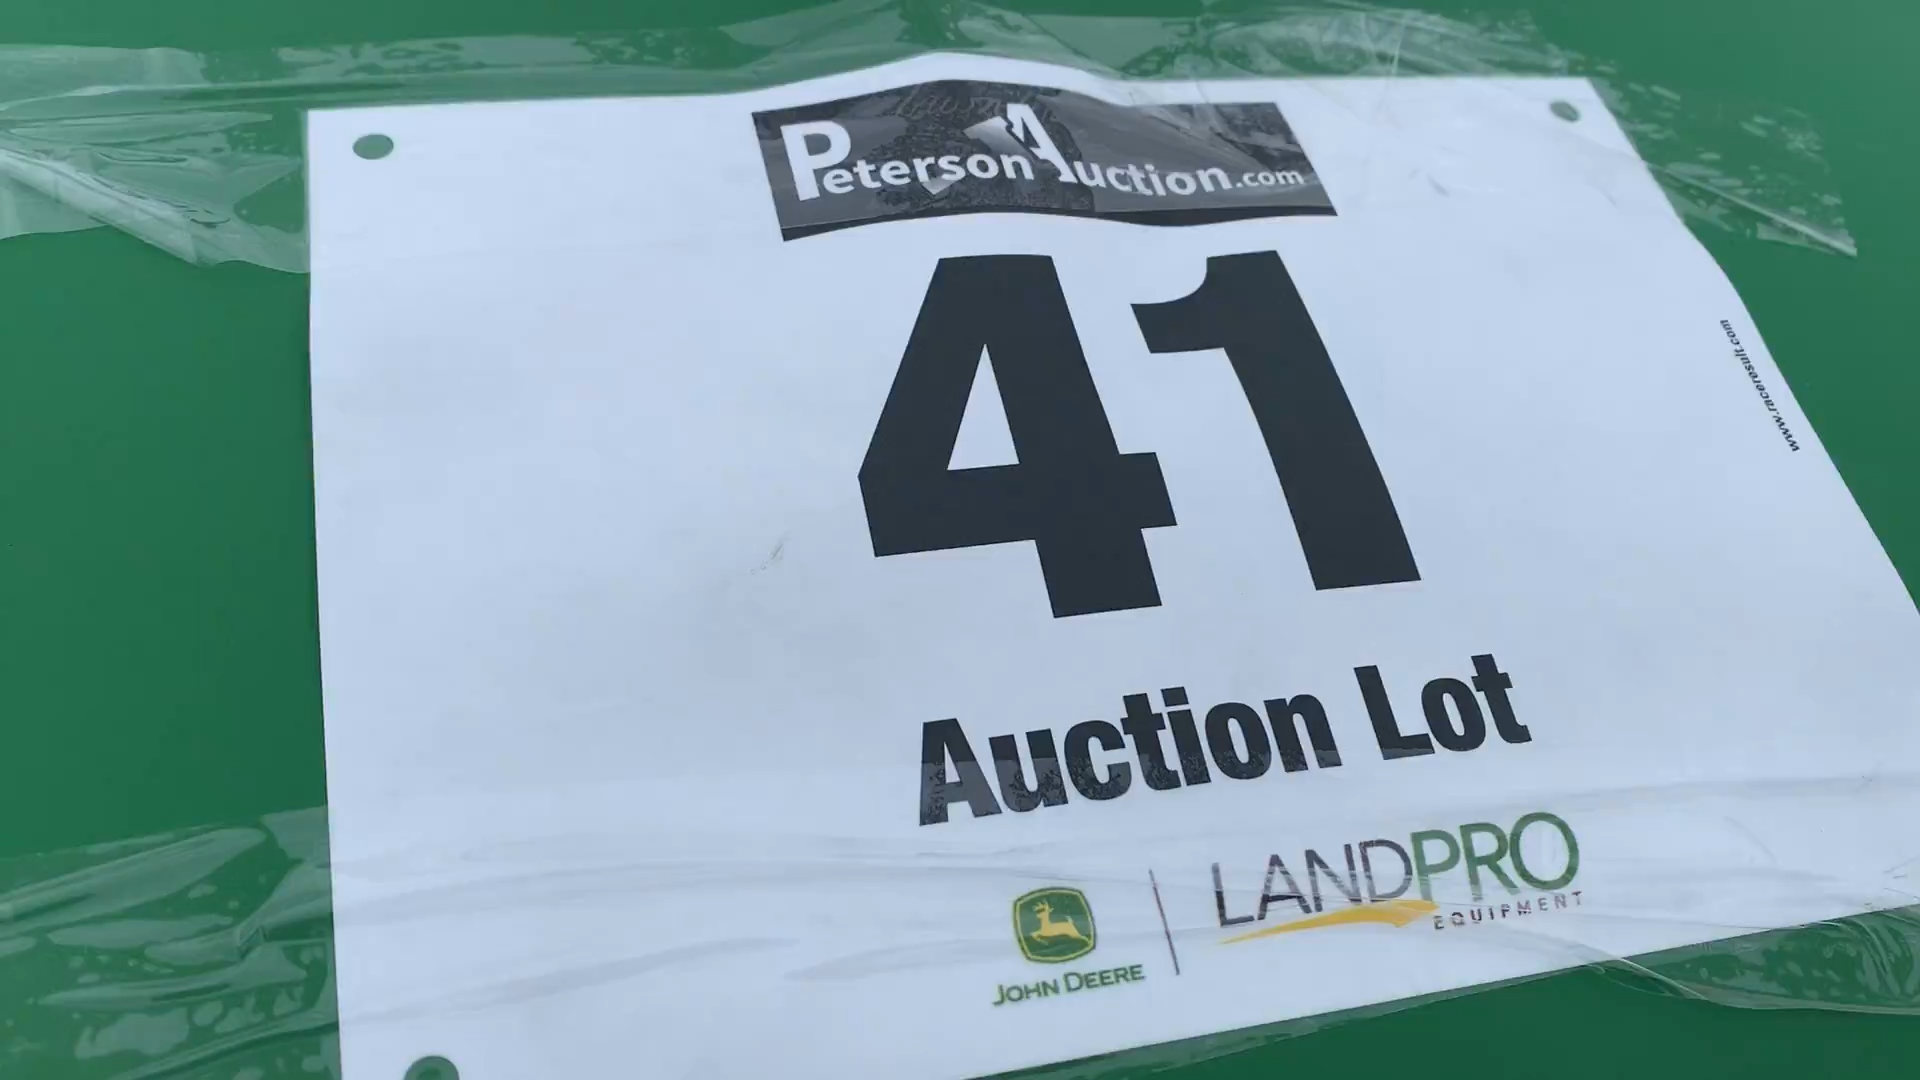 PetersonAuction.com
41
www.raceresult.com
Auction Lot
LANDPRO
EQUIPMENT
JOHN DEERE